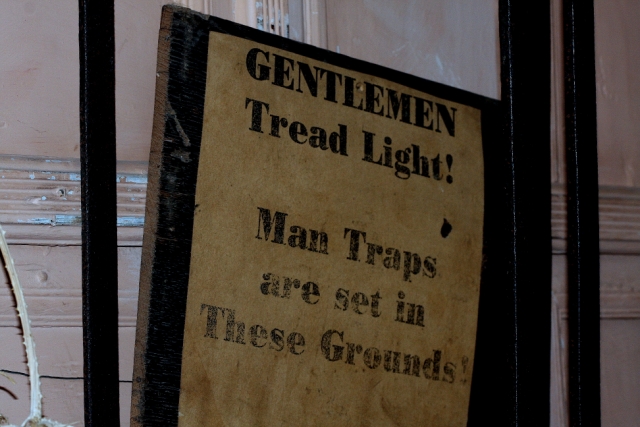 GENTLEMEN
Tread Light!
Man Traps
are set in
These Grounds!